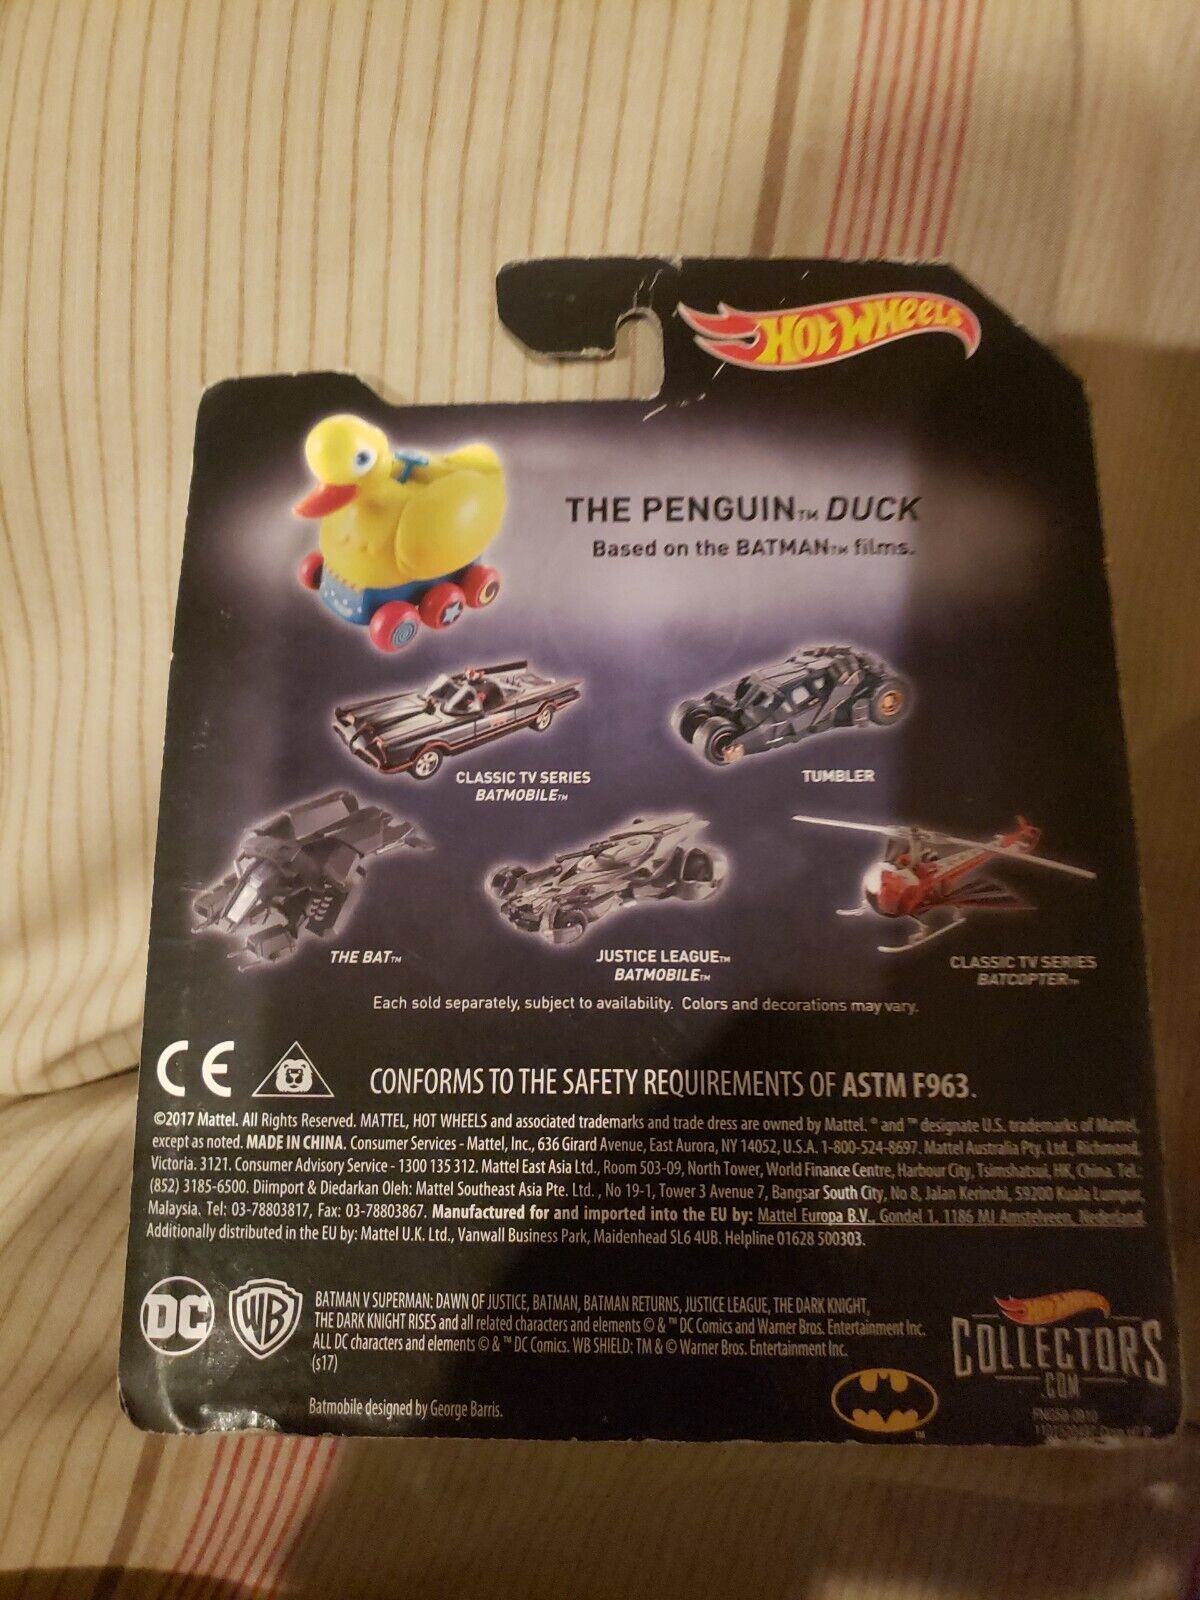 HOT WHEELS
THE PENGUIN™ DUCK
Based on the BATMAN™ films.
CLASSIC TV SERIES
BATMOBILE™
TUMBLER
THE BAT™
JUSTICE LEAGUE™
BATMOBILE™
CLASSIC TV SERIES
BATCOPTER™
Each sold separately, subject to availability. Colors and decorations may vary.
CE
CONFORMS TO THE SAFETY REQUIREMENTS OF ASTM F963.
©2017 Mattel. All Rights Reserved. MATTEL, HOT WHEELS and associated trademarks and trade dress are owned by Mattel. ® and ™ designate U.S. trademarks of Mattel,
except as noted. MADE IN CHINA. Consumer Services - Mattel, Inc., 636 Girard Avenue, East Aurora, NY 14052, U.S.A. 1-800-524-8697. Mattel Australia Pty. Ltd., Richmond,
Victoria. 3121. Consumer Advisory Service - 1300 135 312. Mattel East Asia Ltd., Room 503-09, North Tower, World Finance Centre, Harbour City, Tsimshatsui, HK, China. Tel.:
(852) 3185-6500. Diimport & Diedarkan Oleh: Mattel Southeast Asia Pte. Ltd. , No 19-1, Tower 3 Avenue 7, Bangsar South City, No 8, Jalan Kerinchi, 59200 Kuala Lumpur,
Malaysia. Tel: 03-78803817, Fax: 03-78803867. Manufactured for and imported into the EU by: Mattel Europa B.V., Gondel 1, 1186 MJ Amstelveen, Nederland.
Additionally distributed in the EU by: Mattel U.K. Ltd., Vanwall Business Park, Maidenhead SL6 4UB. Helpline 01628 500303.
DC
WB
BATMAN V SUPERMAN: DAWN OF JUSTICE, BATMAN, BATMAN RETURNS, JUSTICE LEAGUE, THE DARK KNIGHT,
THE DARK KNIGHT RISES and all related characters and elements © & ™ DC Comics and Warner Bros. Entertainment Inc.
ALL DC characters and elements © & ™ DC Comics. WB SHIELD: TM & © Warner Bros. Entertainment Inc.
(s17)
Batmobile designed by George Barris.
™
HOT WHEELS
COLLECTORS
.COM